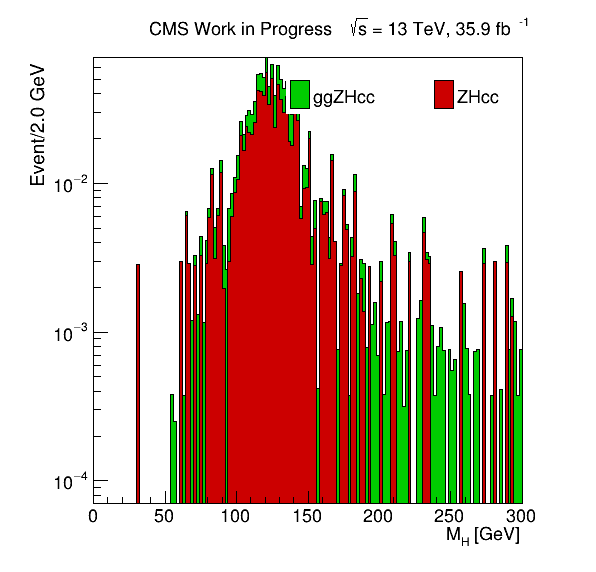 CMS Work in Progress √s = 13 TeV, 35.9 fb -1
Event/2.0 GeV
ggZHcc
ZHcc
10−2
10−3
10−4
0 50 100 150 200 250 300
MH [GeV]